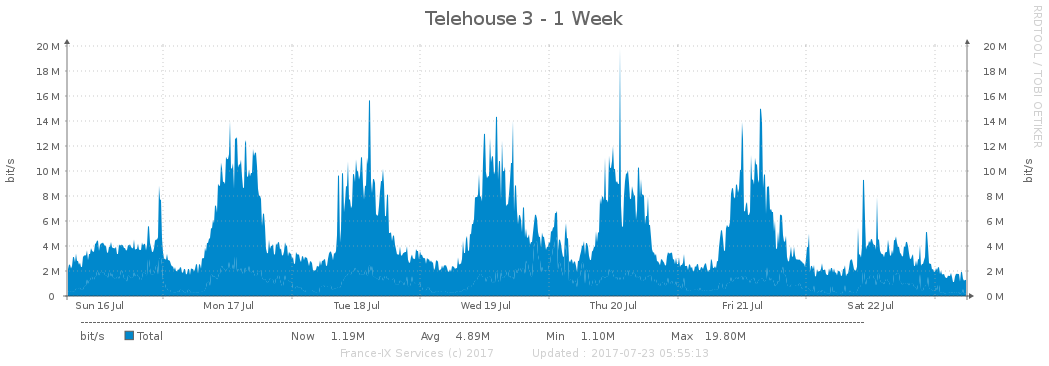 Telehouse 3 - 1 Week
RRDTOOL / TOBI OETIKER
20 M 20 M
18 M 18 M
16 M 16 M
14 M 14 M
12 M 12 M
10 M 10 M
8 M 8 M
6 M 6 M
4 M 4 M
2 M 2 M
0 0 M
bit/s
bit/s
Sun 16 Jul Mon 17 Jul Tue 18 Jul Wed 19 Jul Thu 20 Jul Fri 21 Jul Sat 22 Jul
bit/s Total Now 1.19M Avg 4.89M Min 1.10M Max 19.80M
France-IX Services (c) 2017 Updated : 2017-07-23 05:55:13